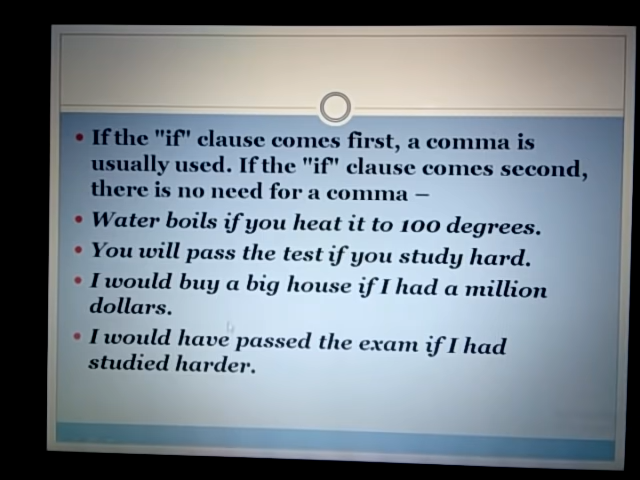 If the "if" clause comes first, a comma is
usually used. If the "if" clause comes second,
there is no need for a comma –
Water boils if you heat it to 100 degrees.
You will pass the test if you study hard.
I would buy a big house if I had a million
dollars.
I would have passed the exam if I had
studied harder.